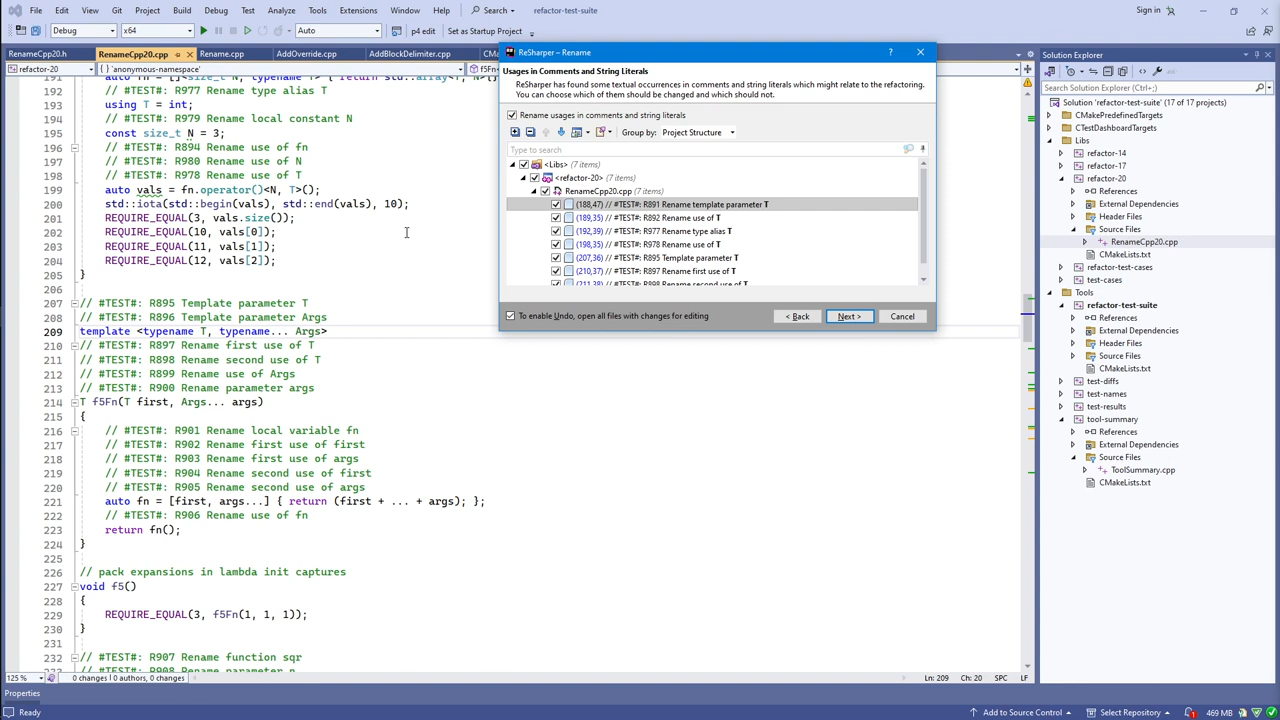 File Edit View Git Project Build Debug Test Analyze Tools Extensions Window Help Search refactor-test-suite Sign in
Debug x64 Auto p4 edit Set as Startup Project
RenameCpp20.h RenameCpp20.cpp Rename.cpp AddOverride.cpp AddBlockDelimiter.cpp
refactor-20 `anonymous-namespace'
192 // #TEST#: R977 Rename type alias T
193 using T = int;
194 // #TEST#: R979 Rename local constant N
195 const size_t N = 3;
196 // #TEST#: R894 Rename use of fn
197 // #TEST#: R980 Rename use of N
198 // #TEST#: R978 Rename use of T
199 auto vals = fn.operator()<N, T>();
200 std::iota(std::begin(vals), std::end(vals), 10);
201 REQUIRE_EQUAL(3, vals.size());
202 REQUIRE_EQUAL(10, vals[0]);
203 REQUIRE_EQUAL(11, vals[1]);
204 REQUIRE_EQUAL(12, vals[2]);
205 }
206
207 // #TEST#: R895 Template parameter T
208 // #TEST#: R896 Template parameter Args
209 template <typename T, typename... Args>
210 // #TEST#: R897 Rename first use of T
211 // #TEST#: R898 Rename second use of T
212 // #TEST#: R899 Rename use of Args
213 // #TEST#: R900 Rename parameter args
214 T f5Fn(T first, Args... args)
215 {
216 // #TEST#: R901 Rename local variable fn
217 // #TEST#: R902 Rename first use of first
218 // #TEST#: R903 Rename first use of args
219 // #TEST#: R904 Rename second use of first
220 // #TEST#: R905 Rename second use of args
221 auto fn = [first, args...] { return (first + ... + args); };
222 // #TEST#: R906 Rename use of fn
223 return fn();
224 }
225
226 // pack expansions in lambda init captures
227 void f5()
228 {
229 REQUIRE_EQUAL(3, f5Fn(1, 1, 1));
230 }
231
232 // #TEST#: R907 Rename function sqr
125 % 0 changes | 0 authors, 0 changes Ln: 209 Ch: 20 SPC LF
Properties
Ready Add to Source Control Select Repository 1 469 MB
ReSharper – Rename ?
Usages in Comments and String Literals
ReSharper has found some textual occurrences in comments and string literals which might relate to the refactoring.
You can choose which of them should be changed and which should not.
Rename usages in comments and string literals
Group by: Project Structure
Type to search
<Libs> (7 items)
<refactor-20> (7 items)
RenameCpp20.cpp (7 items)
(188,47) // #TEST#: R891 Rename template parameter T
(189,35) // #TEST#: R892 Rename use of T
(192,39) // #TEST#: R977 Rename type alias T
(198,35) // #TEST#: R978 Rename use of T
(207,36) // #TEST#: R895 Template parameter T
(210,37) // #TEST#: R897 Rename first use of T
(211,38) // #TEST#: R898 Rename second use of T
To enable Undo, open all files with changes for editing
< Back Next > Cancel
Solution Explorer
Search Solution Explorer (Ctrl+;)
Solution 'refactor-test-suite' (17 of 17 projects)
CMakePredefinedTargets
CTestDashboardTargets
Libs
refactor-14
refactor-17
refactor-20
References
External Dependencies
Header Files
Source Files
RenameCpp20.cpp
CMakeLists.txt
refactor-test-cases
test-cases
Tools
refactor-test-suite
References
External Dependencies
Header Files
Source Files
CMakeLists.txt
test-diffs
test-names
test-results
tool-summary
References
External Dependencies
Source Files
ToolSummary.cpp
CMakeLists.txt